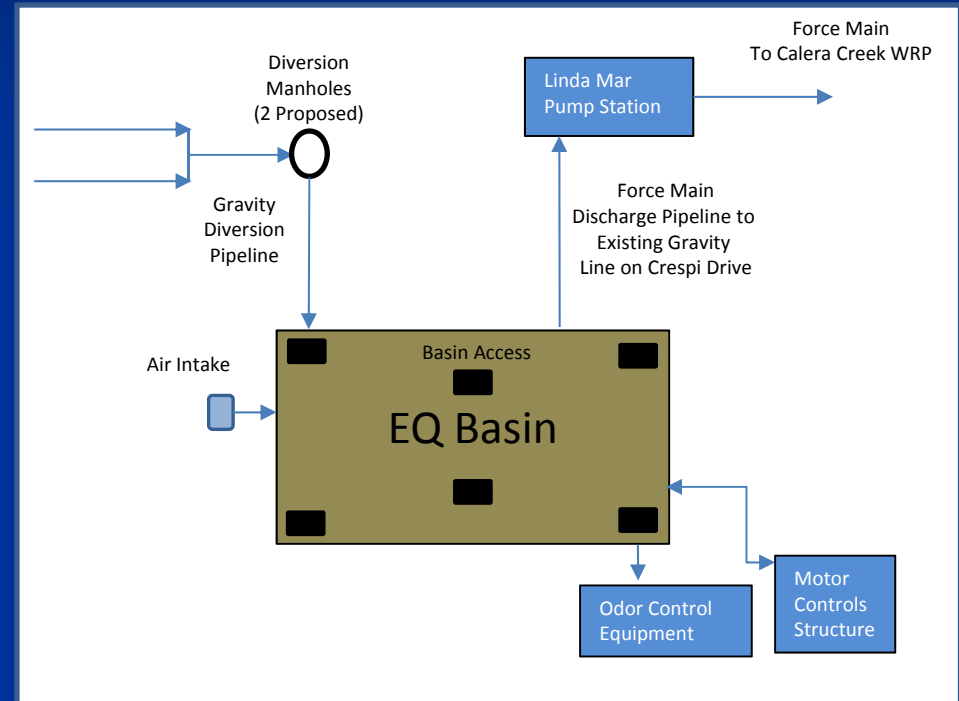 Force Main
To Calera Creek WRP
Diversion
Manholes
(2 Proposed)
Linda Mar
Pump Station
Gravity
Diversion
Pipeline
Force Main
Discharge Pipeline to
Existing Gravity
Line on Crespi Drive
Air Intake
Basin Access
EQ Basin
Odor Control
Equipment
Motor
Controls
Structure